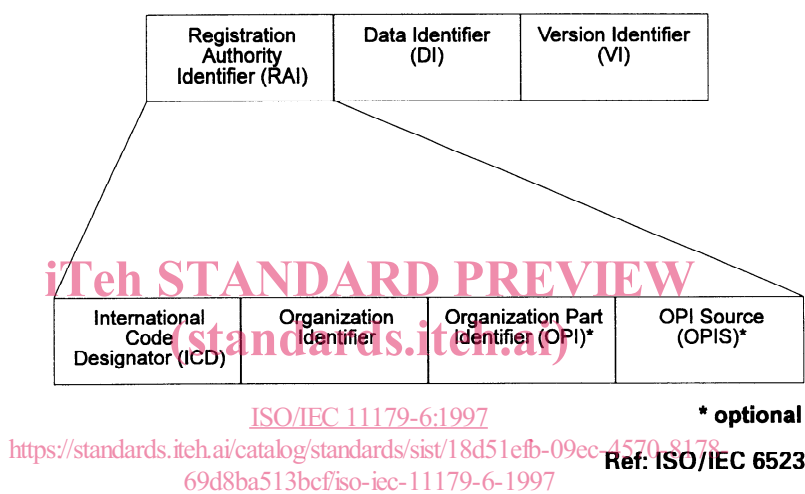 Registration
Authority
Identifier (RAI)
Data Identifier
(DI)
Version Identifier
(VI)
iTeh STANDARD PREVIEW
(standards.iteh.ai)
International
Code
Designator (ICD)
Organization
Identifier
Organization Part
Identifier (OPI)*
OPI Source
(OPIS)*
* optional
ISO/IEC 11179-6:1997
https://standards.iteh.ai/catalog/standards/sist/18d51efb-09ec-4570-8178-
69d8ba513bcf/iso-iec-11179-6-1997
Ref: ISO/IEC 6523